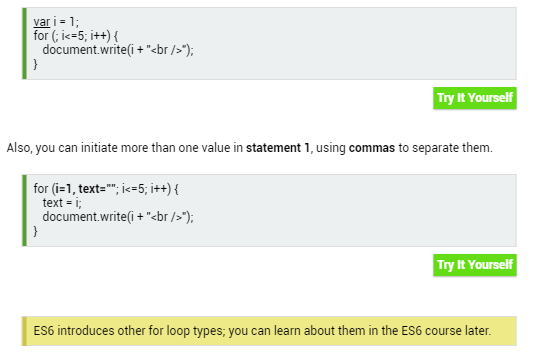 var i = 1;
for (; i<=5; i++) {
document.write(i + "<br />");
}
Try It Yourself
Also, you can initiate more than one value in statement 1, using commas to separate them.
for (i=1, text=""; i<=5; i++) {
text = i;
document.write(i + "<br />");
}
Try It Yourself
ES6 introduces other for loop types; you can learn about them in the ES6 course later.